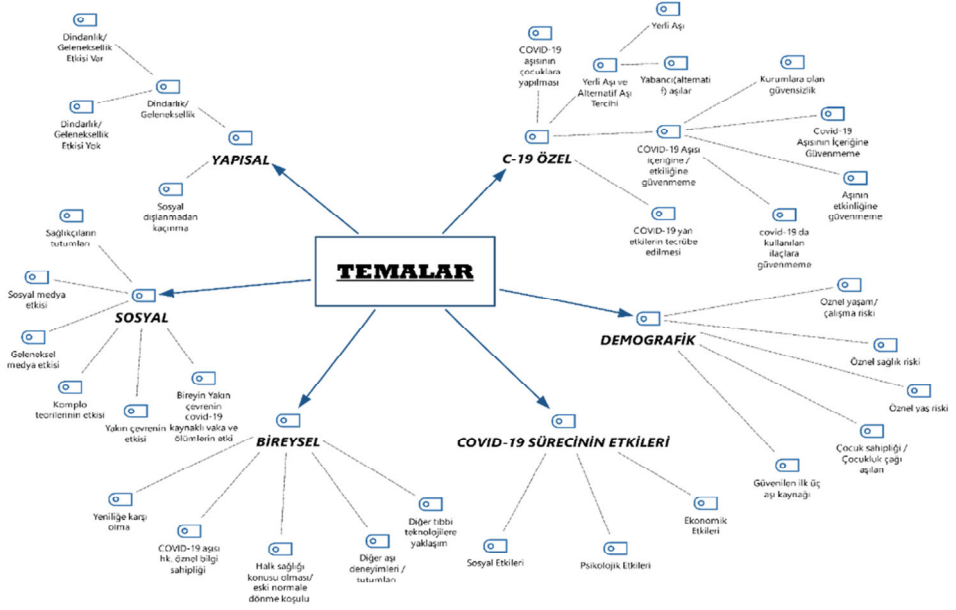 Dindanlık/
Geleneksellik
Etkisi Var
Dindarlık/
Geleneksellik
Dindarlık/
Geleneksellik
Etkisi Yok
YAPISAL
Sosyal
dışlanmadan
kaçınma
COVID-19
aşısının
çocuklara
yapılması
Yerli Aşı
Yerli Aşı ve
Alternatif Aşı
Tercihi
Yabancı(alternati
f) aşılar
C-19 ÖZEL
COVID-19 Aşısı
içeriğine /
etkiliğine
güvenmeme
Kurumlara olan
güvensizlik
Covid-19
Aşısının İçeriğine
Güvenmeme
Aşının
etkinliğine
güvenmeme
covid-19 da
kullanılan
ilaçlara
güvenmeme
COVID-19 yan
etkilerin tecrübe
edilmesi
TEMALAR
Sağlıkçıların
tutumları
Sosyal medya
etkisi
SOSYAL
Geleneksel
medya etkisi
Komplo
teorilerinin etkisi
Yakın çevrenin
etkisi
Bireyin Yakın
çevrenin
covid-19
kaynaklı vaka ve
ölümlerin etki
DEMOGRAFİK
Öznel yaşam/
çalışma riski
Öznel sağlık riski
Öznel yaş riski
Çocuk sahipliği /
Çocukluk çağı
aşıları
Güvenilen ilk üç
aşı kaynağı
BİREYSEL
Yeniliğe karşı
olma
COVID-19 aşısı
hk. öznel bilgi
sahipliği
Halk sağlığı
konusu olması/
eski normale
dönme koşulu
Diğer aşı
deneyimleri /
tutumları
Diğer tıbbi
teknolojilere
yaklaşım
COVID-19 SÜRECİNİN ETKİLERİ
Sosyal Etkileri
Psikolojik Etkileri
Ekonomik
Etkileri